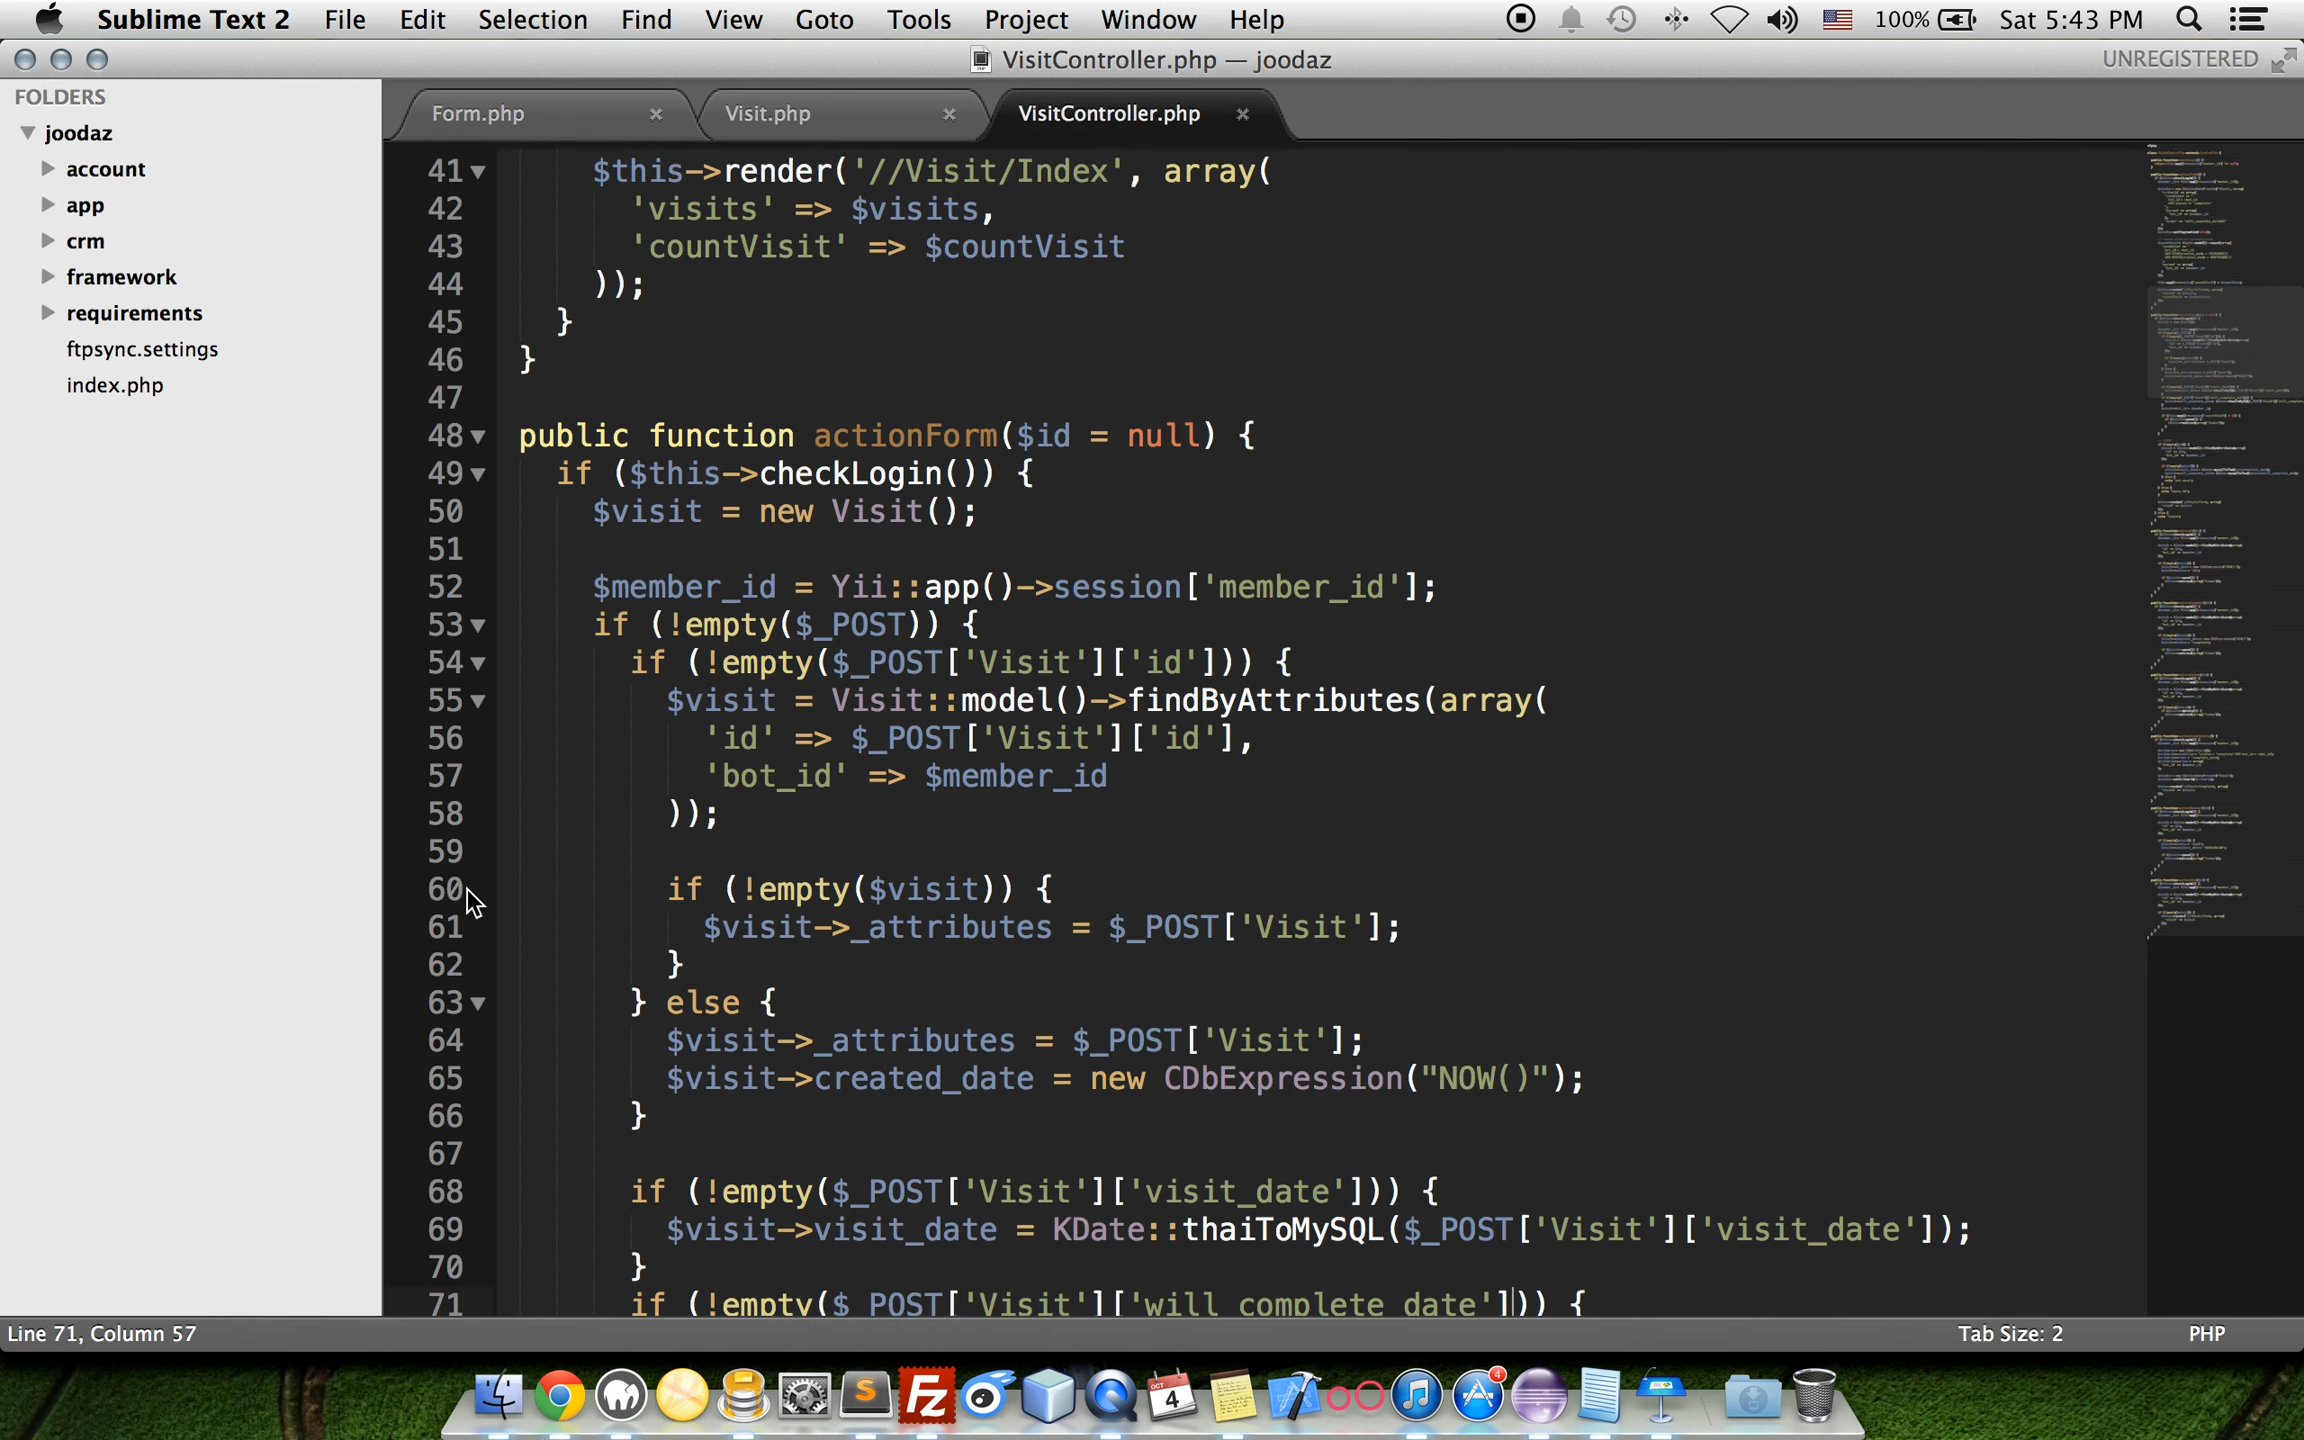 Sublime Text 2 File Edit Selection Find View Goto Tools Project Window Help 100% Sat 5:43 PM
VisitController.php — joodaz UNREGISTERED
FOLDERS
joodaz
account
app
crm
framework
requirements
ftpsync.settings
index.php
Form.php × Visit.php × VisitController.php ×
41 $this->render('//Visit/Index', array(
42 'visits' => $visits,
43 'countVisit' => $countVisit
44 ));
45 }
46 }
47
48 public function actionForm($id = null) {
49 if ($this->checkLogin()) {
50 $visit = new Visit();
51
52 $member_id = Yii::app()->session['member_id'];
53 if (!empty($_POST)) {
54 if (!empty($_POST['Visit']['id'])) {
55 $visit = Visit::model()->findByAttributes(array(
56 'id' => $_POST['Visit']['id'],
57 'bot_id' => $member_id
58 ));
59
60 if (!empty($visit)) {
61 $visit->_attributes = $_POST['Visit'];
62 }
63 } else {
64 $visit->_attributes = $_POST['Visit'];
65 $visit->created_date = new CDbExpression("NOW()");
66 }
67
68 if (!empty($_POST['Visit']['visit_date'])) {
69 $visit->visit_date = KDate::thaiToMySQL($_POST['Visit']['visit_date']);
70 }
71 if (!empty($_POST['Visit']['will_complete_date'])) {
Line 71, Column 57 Tab Size: 2 PHP
S
Fz
OCT
4
4